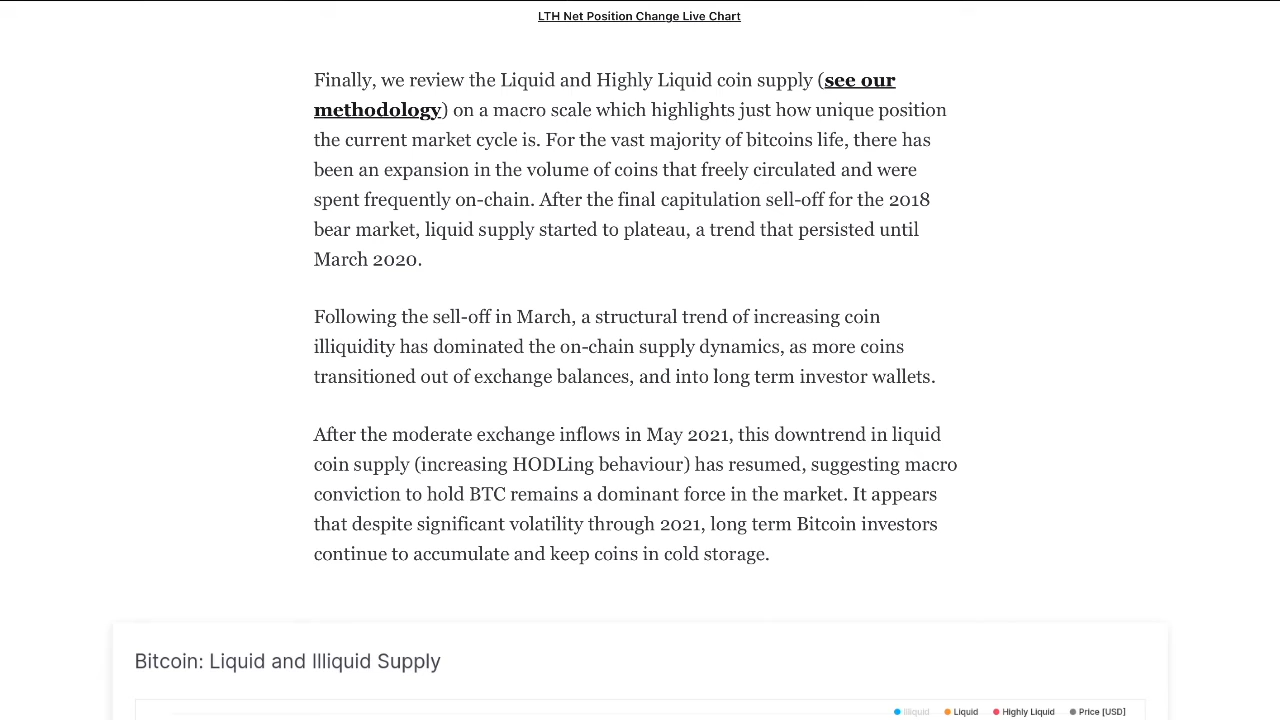 LTH Net Position Change Live Chart
Finally, we review the Liquid and Highly Liquid coin supply (see our
methodology) on a macro scale which highlights just how unique position
the current market cycle is. For the vast majority of bitcoins life, there has
been an expansion in the volume of coins that freely circulated and were
spent frequently on-chain. After the final capitulation sell-off for the 2018
bear market, liquid supply started to plateau, a trend that persisted until
March 2020.
Following the sell-off in March, a structural trend of increasing coin
illiquidity has dominated the on-chain supply dynamics, as more coins
transitioned out of exchange balances, and into long term investor wallets.
After the moderate exchange inflows in May 2021, this downtrend in liquid
coin supply (increasing HODLing behaviour) has resumed, suggesting macro
conviction to hold BTC remains a dominant force in the market. It appears
that despite significant volatility through 2021, long term Bitcoin investors
continue to accumulate and keep coins in cold storage.
Bitcoin: Liquid and Illiquid Supply
Illiquid Liquid Highly Liquid Price [USD]